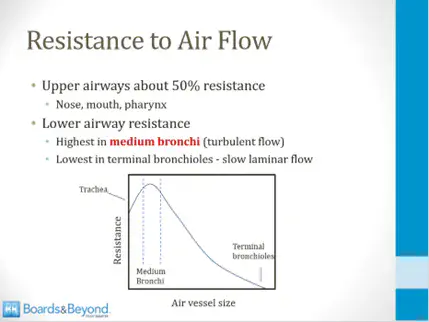 Resistance to Air Flow
• Upper airways about 50% resistance
• Nose, mouth, pharynx
• Lower airway resistance
• Highest in medium bronchi (turbulent flow)
• Lowest in terminal bronchioles - slow laminar flow
Trachea
Resistance
Medium
Bronchi
Terminal
bronchioles
Air vessel size
Boards&Beyond